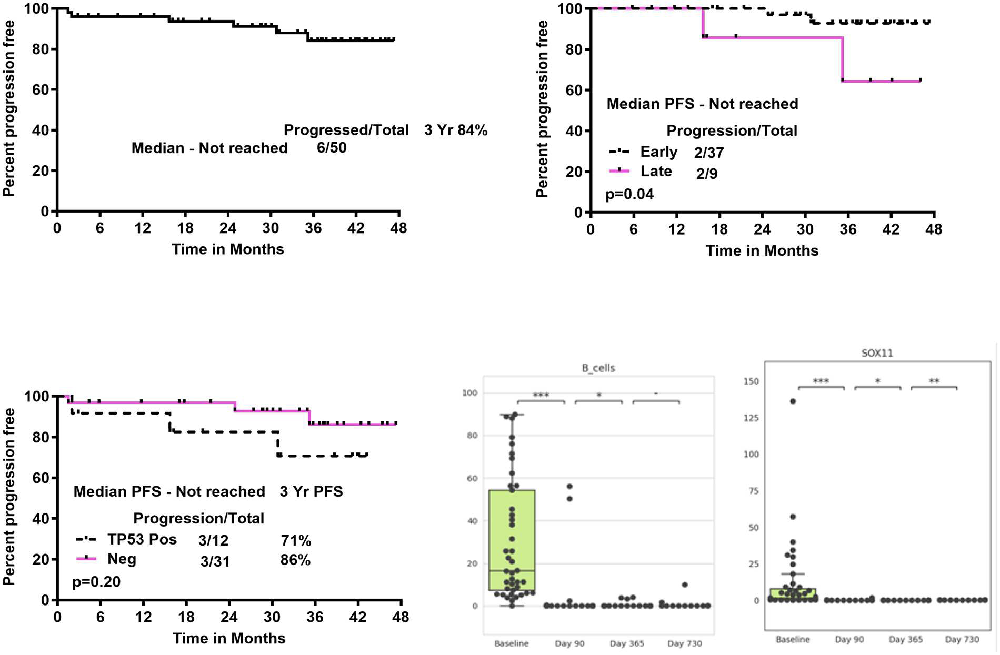 100
80
60
40
20
0
Percent progression free
Progressed/Total 3 Yr 84%
Median - Not reached 6/50
0 6 12 18 24 30 36 42 48
Time in Months
100
80
60
40
20
0
Percent progression free
Median PFS - Not reached
Progression/Total
Early 2/37
Late 2/9
p=0.04
0 6 12 18 24 30 36 42 48
Time in Months
100
80
60
40
20
0
Percent progression free
Median PFS - Not reached 3 Yr PFS
Progression/Total
TP53 Pos 3/12 71%
Neg 3/31 86%
p=0.20
0 6 12 18 24 30 36 42 48
Time in Months
B_cells
100
80
60
40
20
0
*** *
Baseline Day 90 Day 365 Day 730
SOX11
150
125
100
75
50
25
0
*** * **
Baseline Day 90 Day 365 Day 730